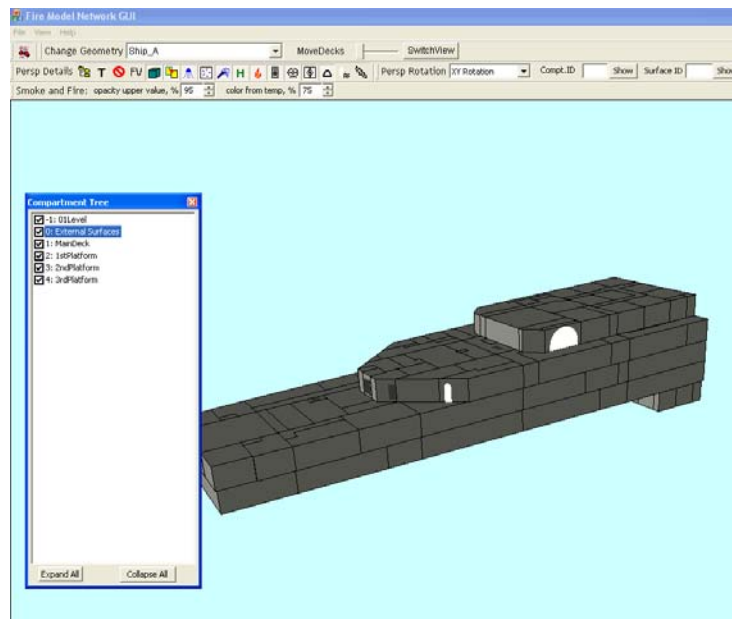 Fire Model Network GUI
File View Help
Change Geometry Ship_A MoveDecks SwitchView
Persp Details T FV H Persp Rotation XY Rotation Compt.ID Show Surface ID Show
Smoke and Fire: opacity upper value, % 95 color from temp, % 75
Compartment Tree
-1: 01Level
0: External Surfaces
1: MainDeck
2: 1stPlatform
3: 2ndPlatform
4: 3rdPlatform
Expand All Collapse All